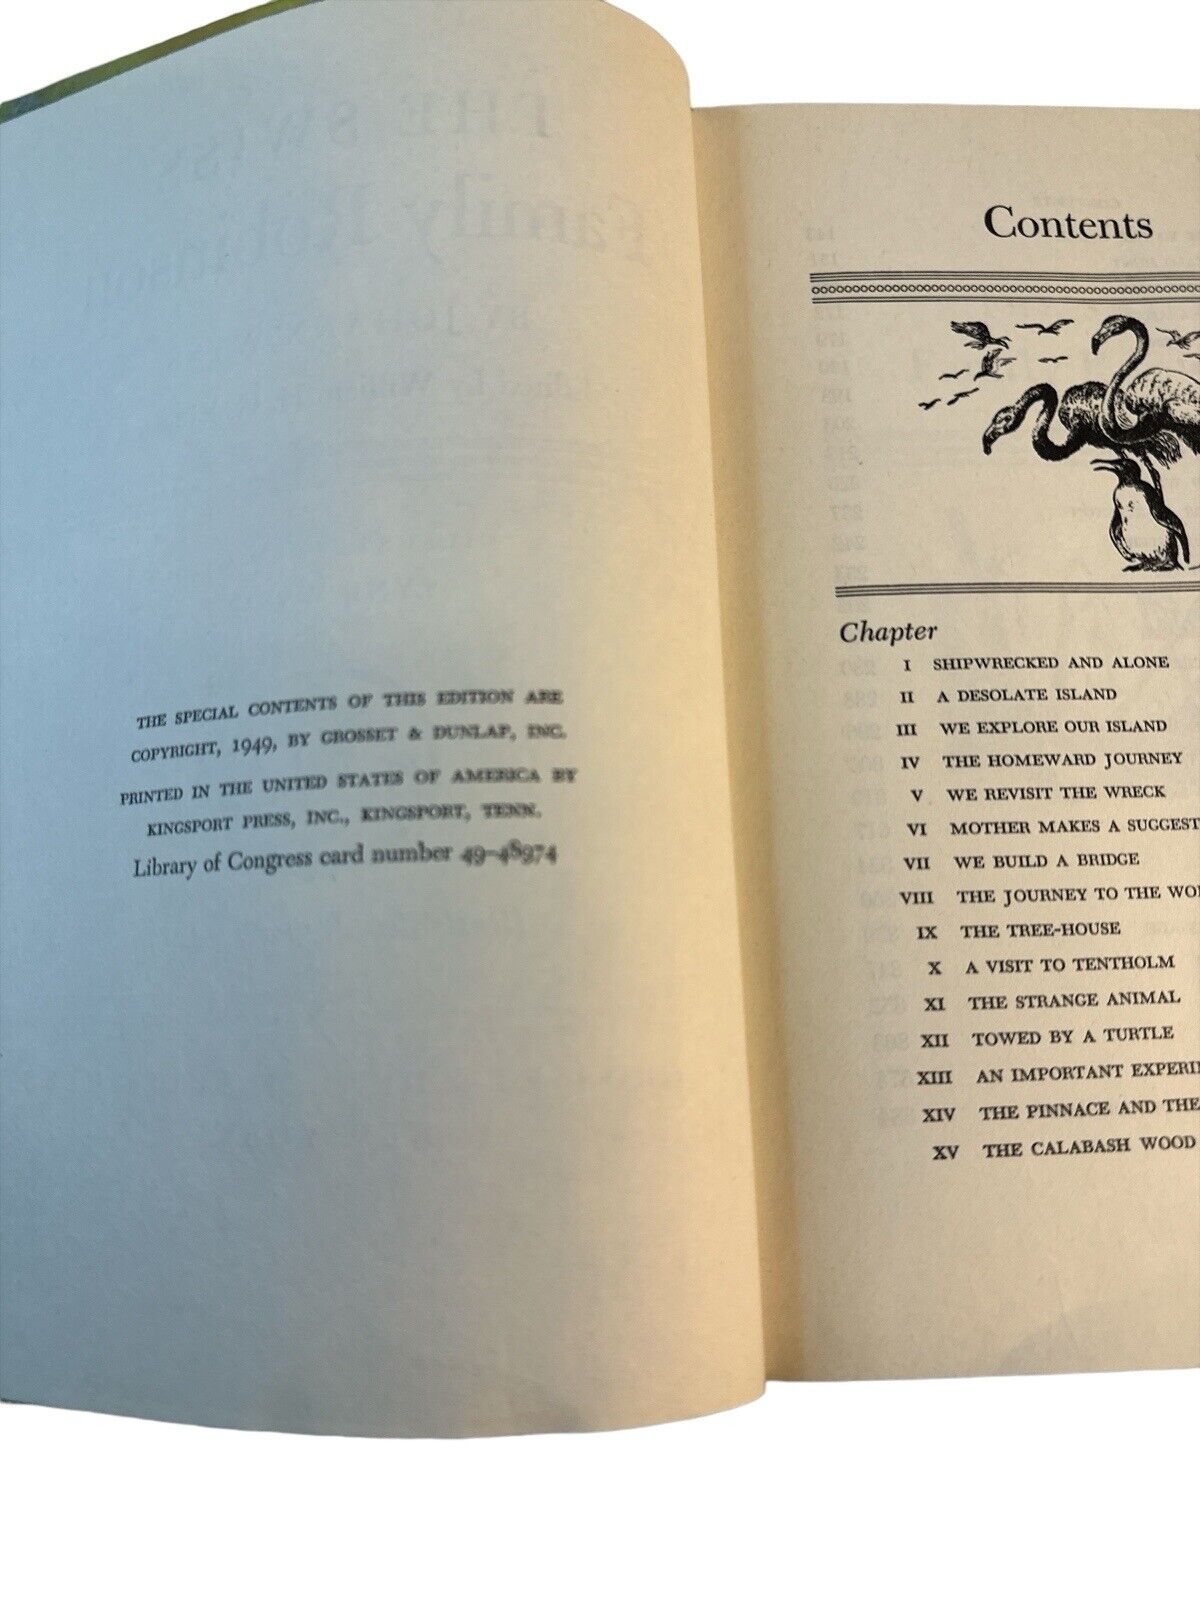 THE SPECIAL CONTENTS OF THIS EDITION ARE
COPYRIGHT, 1949, BY GROSSET & DUNLAP, INC.
PRINTED IN THE UNITED STATES OF AMERICA BY
KINGSPORT PRESS, INC., KINGSPORT, TENN.
Library of Congress card number 49–48974
Contents
Chapter
I SHIPWRECKED AND ALONE
II A DESOLATE ISLAND
III WE EXPLORE OUR ISLAND
IV THE HOMEWARD JOURNEY
V WE REVISIT THE WRECK
VI MOTHER MAKES A SUGGEST
VII WE BUILD A BRIDGE
VIII THE JOURNEY TO THE WO
IX THE TREE-HOUSE
X A VISIT TO TENTHOLM
XI THE STRANGE ANIMAL
XII TOWED BY A TURTLE
XIII AN IMPORTANT EXPERI
XIV THE PINNACE AND THE
XV THE CALABASH WOOD